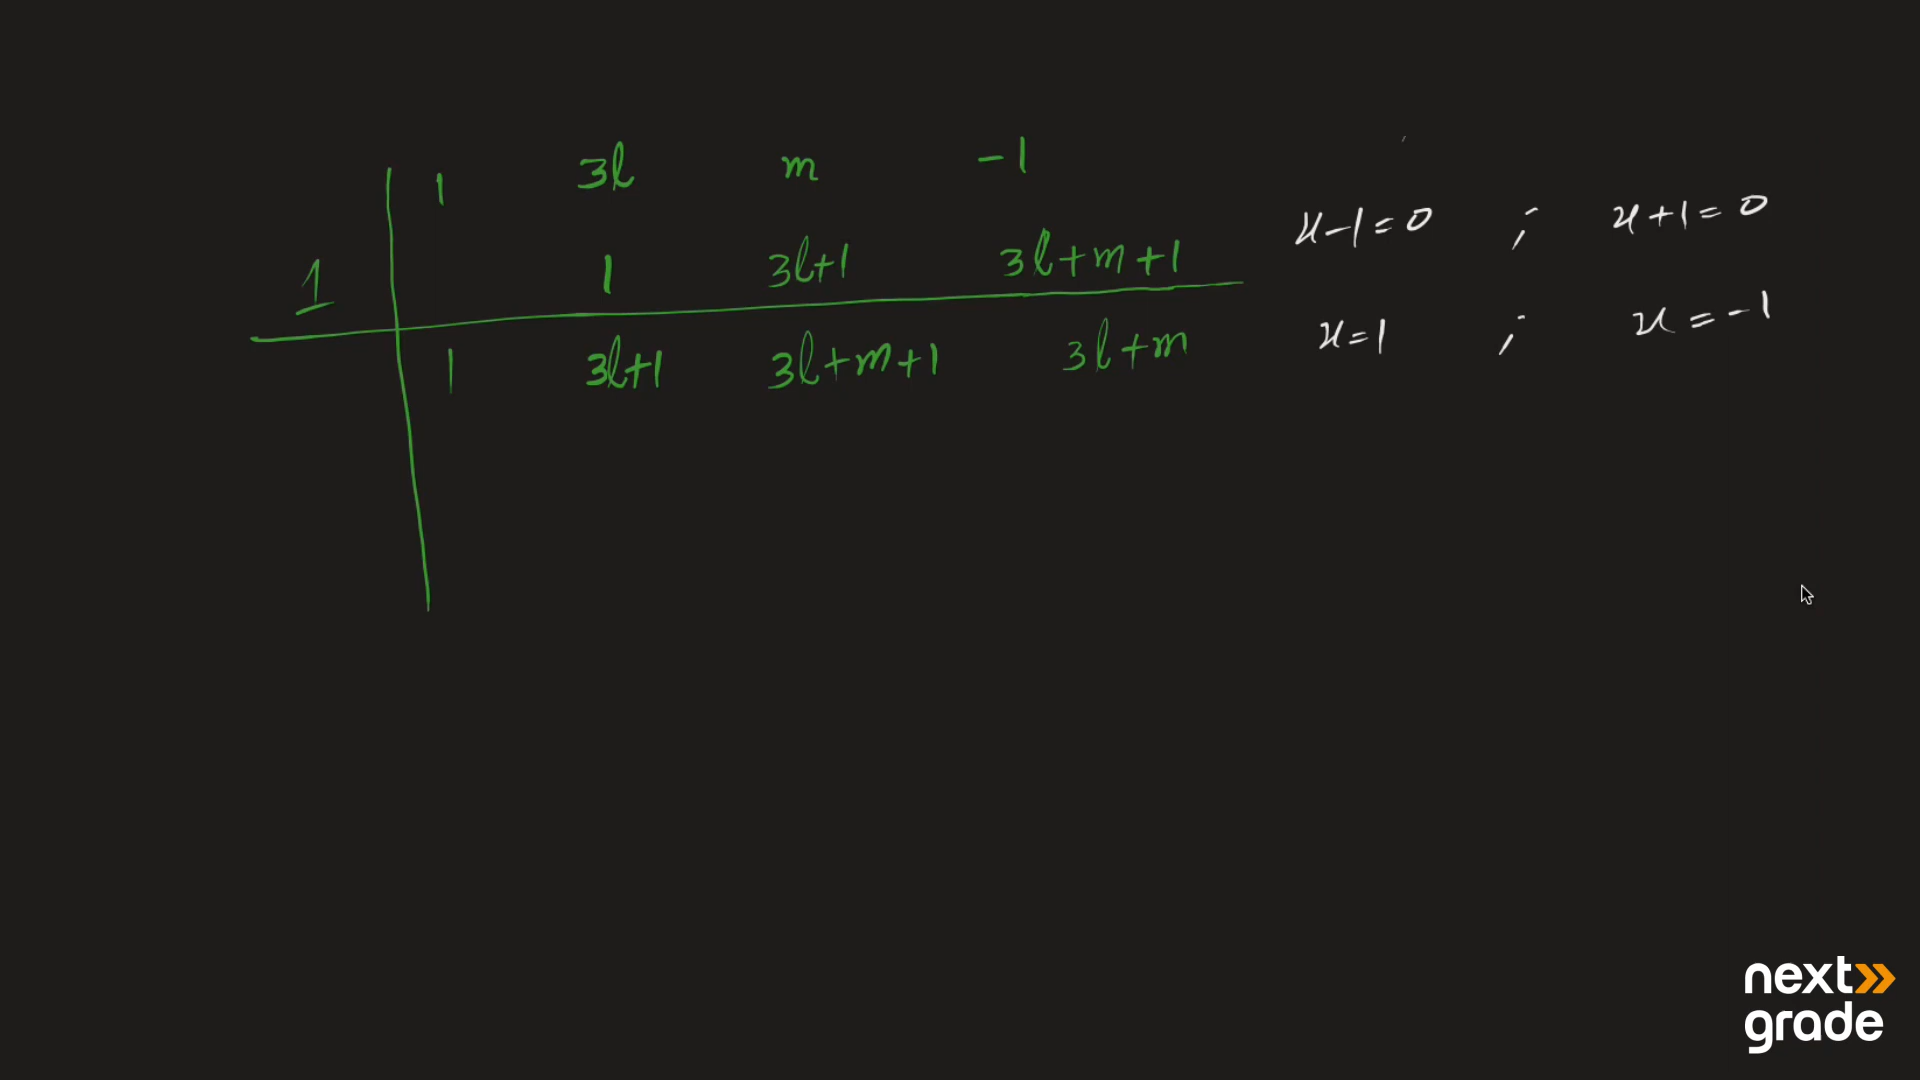 1 3l m -1
x-1=0 ; x+1=0
1 1 3l+1 3l+m+1
x=1 ; x=-1
1 3l+1 3l+m+1 3l+m
next
grade